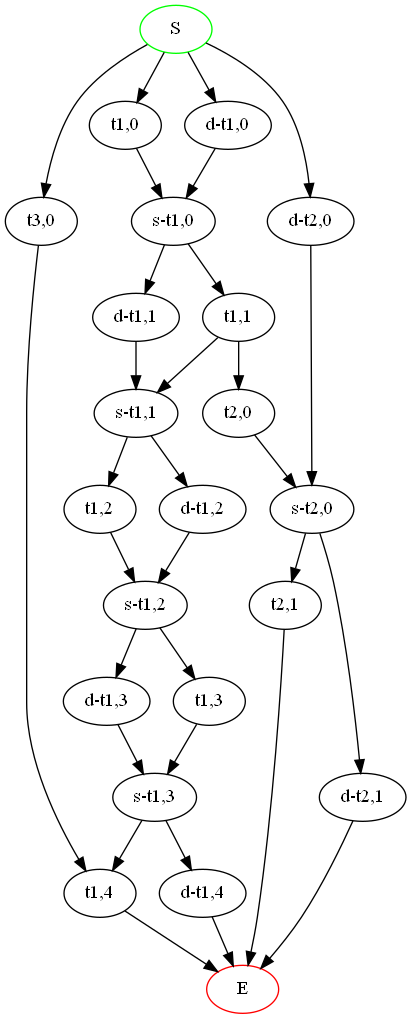 S
t1,0
d-t1,0
t3,0
s-t1,0
d-t2,0
d-t1,1
t1,1
s-t1,1
t2,0
t1,2
d-t1,2
s-t2,0
s-t1,2
t2,1
d-t1,3
t1,3
s-t1,3
d-t2,1
t1,4
d-t1,4
E